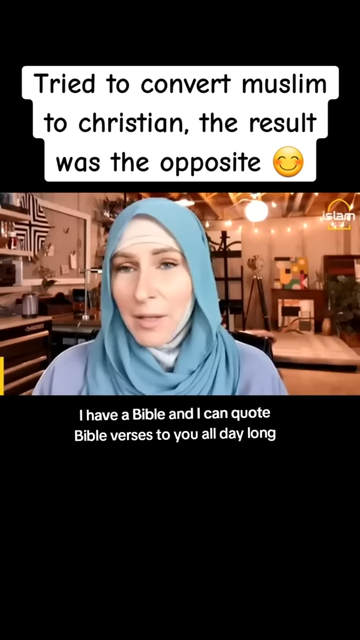 Tried to convert muslim
to christian, the result
was the opposite 😊
islam
I have a Bible and I can quote
Bible verses to you all day long